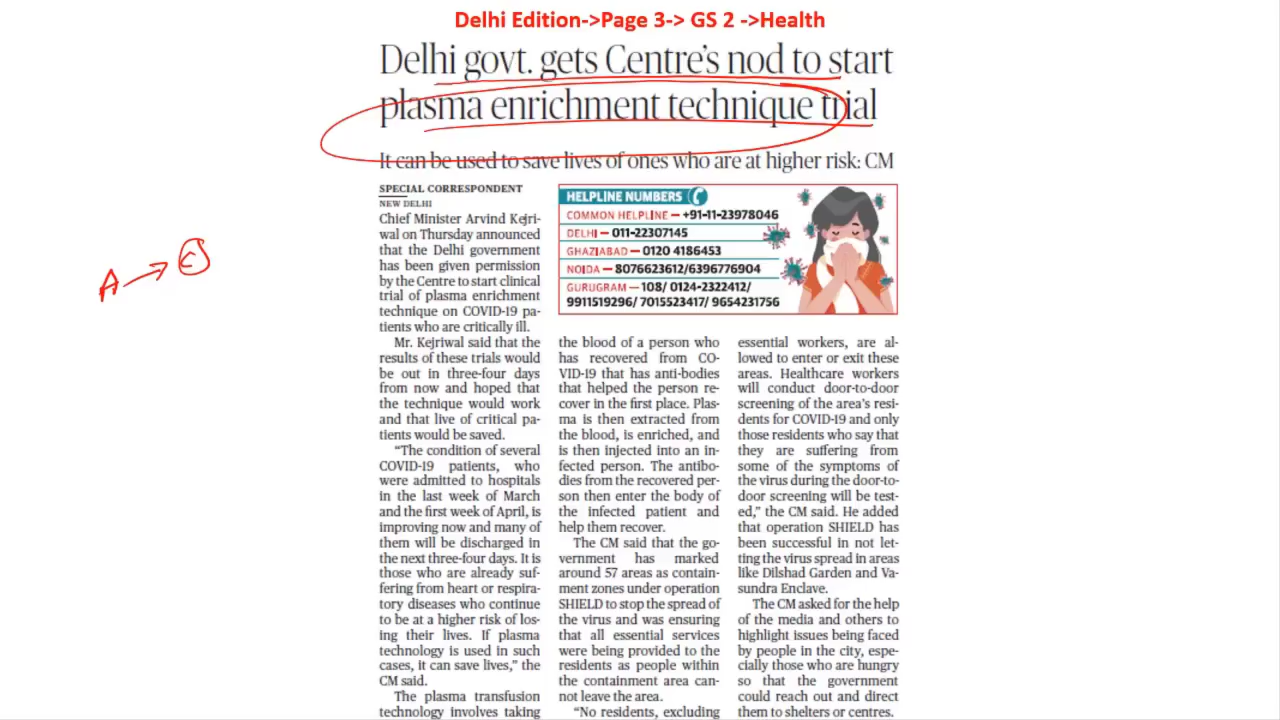 Delhi Edition->Page 3-> GS 2 ->Health
Delhi govt. gets Centre's nod to start
plasma enrichment technique trial
It can be used to save lives of ones who are at higher risk: CM
SPECIAL CORRESPONDENT
NEW DELHI
Chief Minister Arvind Kejri-
wal on Thursday announced
that the Delhi government
has been given permission
by the Centre to start clinical
trial of plasma enrichment
technique on COVID-19 pa-
tients who are critically ill.
Mr. Kejriwal said that the
results of these trials would
be out in three-four days
from now and hoped that
the technique would work
and that live of critical pa-
tients would be saved.
"The condition of several
COVID-19 patients, who
were admitted to hospitals
in the last week of March
and the first week of April, is
improving now and many of
them will be discharged in
the next three-four days. It is
those who are already suf-
fering from heart or respira-
tory diseases who continue
to be at a higher risk of los-
ing their lives. If plasma
technology is used in such
cases, it can save lives," the
CM said.
The plasma transfusion
technology involves taking
HELPLINE NUMBERS
COMMON HELPLINE — +91-11-23978046
DELHI — 011-22307145
GHAZIABAD — 0120 4186453
NOIDA — 8076623612/6396776904
GURUGRAM — 108/ 0124-2322412/
9911519296/ 7015523417/ 9654231756
the blood of a person who
has recovered from CO-
VID-19 that has anti-bodies
that helped the person re-
cover in the first place. Plas-
ma is then extracted from
the blood, is enriched, and
is then injected into an in-
fected person. The antibo-
dies from the recovered per-
son then enter the body of
the infected patient and
help them recover.
The CM said that the go-
vernment has marked
around 57 areas as contain-
ment zones under operation
SHIELD to stop the spread of
the virus and was ensuring
that all essential services
were being provided to the
residents as people within
the containment area can-
not leave the area.
"No residents, excluding
essential workers, are al-
lowed to enter or exit these
areas. Healthcare workers
will conduct door-to-door
screening of the area's resi-
dents for COVID-19 and only
those residents who say that
they are suffering from
some of the symptoms of
the virus during the door-to-
door screening will be test-
ed," the CM said. He added
that operation SHIELD has
been successful in not let-
ting the virus spread in areas
like Dilshad Garden and Va-
sundra Enclave.
The CM asked for the help
of the media and others to
highlight issues being faced
by people in the city, espe-
cially those who are hungry
so that the government
could reach out and direct
them to shelters or centres.
A → C